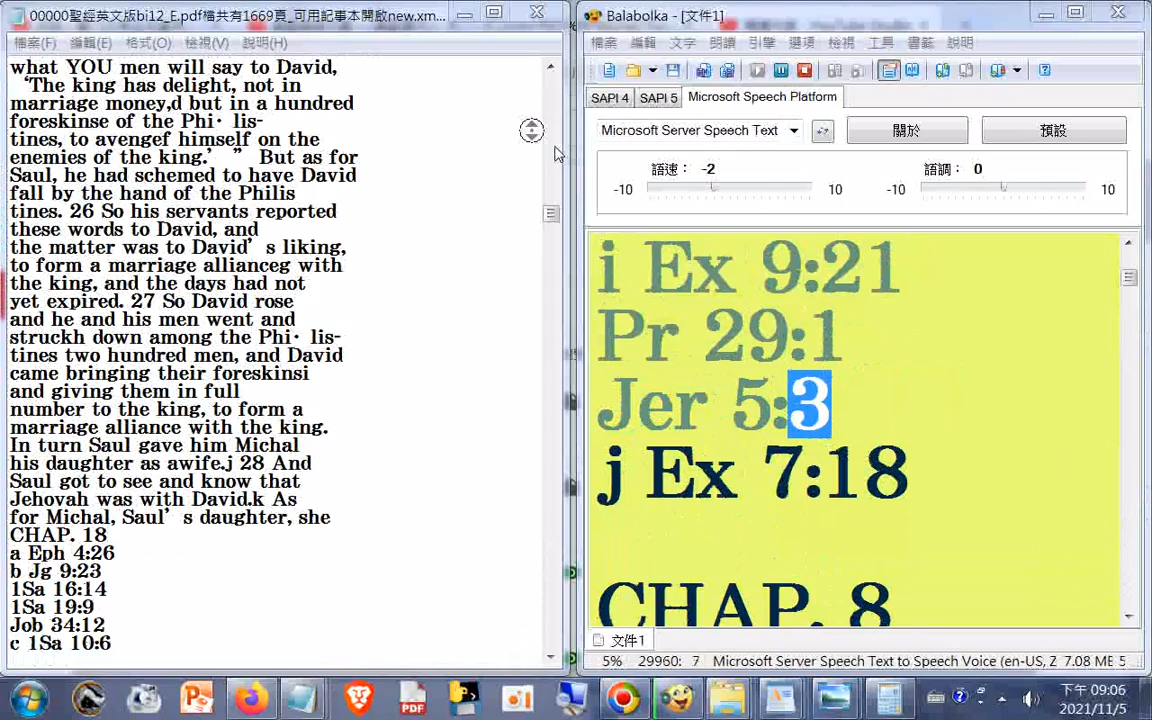 00000聖經英文版bi12_E.pdf檔共有1669頁_可用記事本開啟new.xm...
檔案(F) 編輯(E) 格式(O) 檢視(V) 說明(H)
what YOU men will say to David,
‘The king has delight, not in
marriage money,d but in a hundred
foreskinse of the Phi· lis-
tines, to avengef himself on the
enemies of the king.’ ” But as for
Saul, he had schemed to have David
fall by the hand of the Philis
tines. 26 So his servants reported
these words to David, and
the matter was to David’s liking,
to form a marriage allianceg with
the king, and the days had not
yet expired. 27 So David rose
and he and his men went and
struckh down among the Phi· lis-
tines two hundred men, and David
came bringing their foreskinsi
and giving them in full
number to the king, to form a
marriage alliance with the king.
In turn Saul gave him Michal
his daughter as awife.j 28 And
Saul got to see and know that
Jehovah was with David.k As
for Michal, Saul’s daughter, she
CHAP. 18
a Eph 4:26
b Jg 9:23
1Sa 16:14
1Sa 19:9
Job 34:12
c 1Sa 10:6
Balabolka - [文件1]
檔案 編輯 文字 朗讀 引擎 選項 檢視 工具 書籤 說明
SAPI 4 SAPI 5 Microsoft Speech Platform
Microsoft Server Speech Text 關於 預設
語速: -2 語調: 0
-10 10 -10 10
i Ex 9:21
Pr 29:1
Jer 5:3
j Ex 7:18
CHAP. 8
文件1
5% 29960: 7 Microsoft Server Speech Text to Speech Voice (en-US, Z 7.08 MB 5
PDF
下午 09:06
2021/11/5